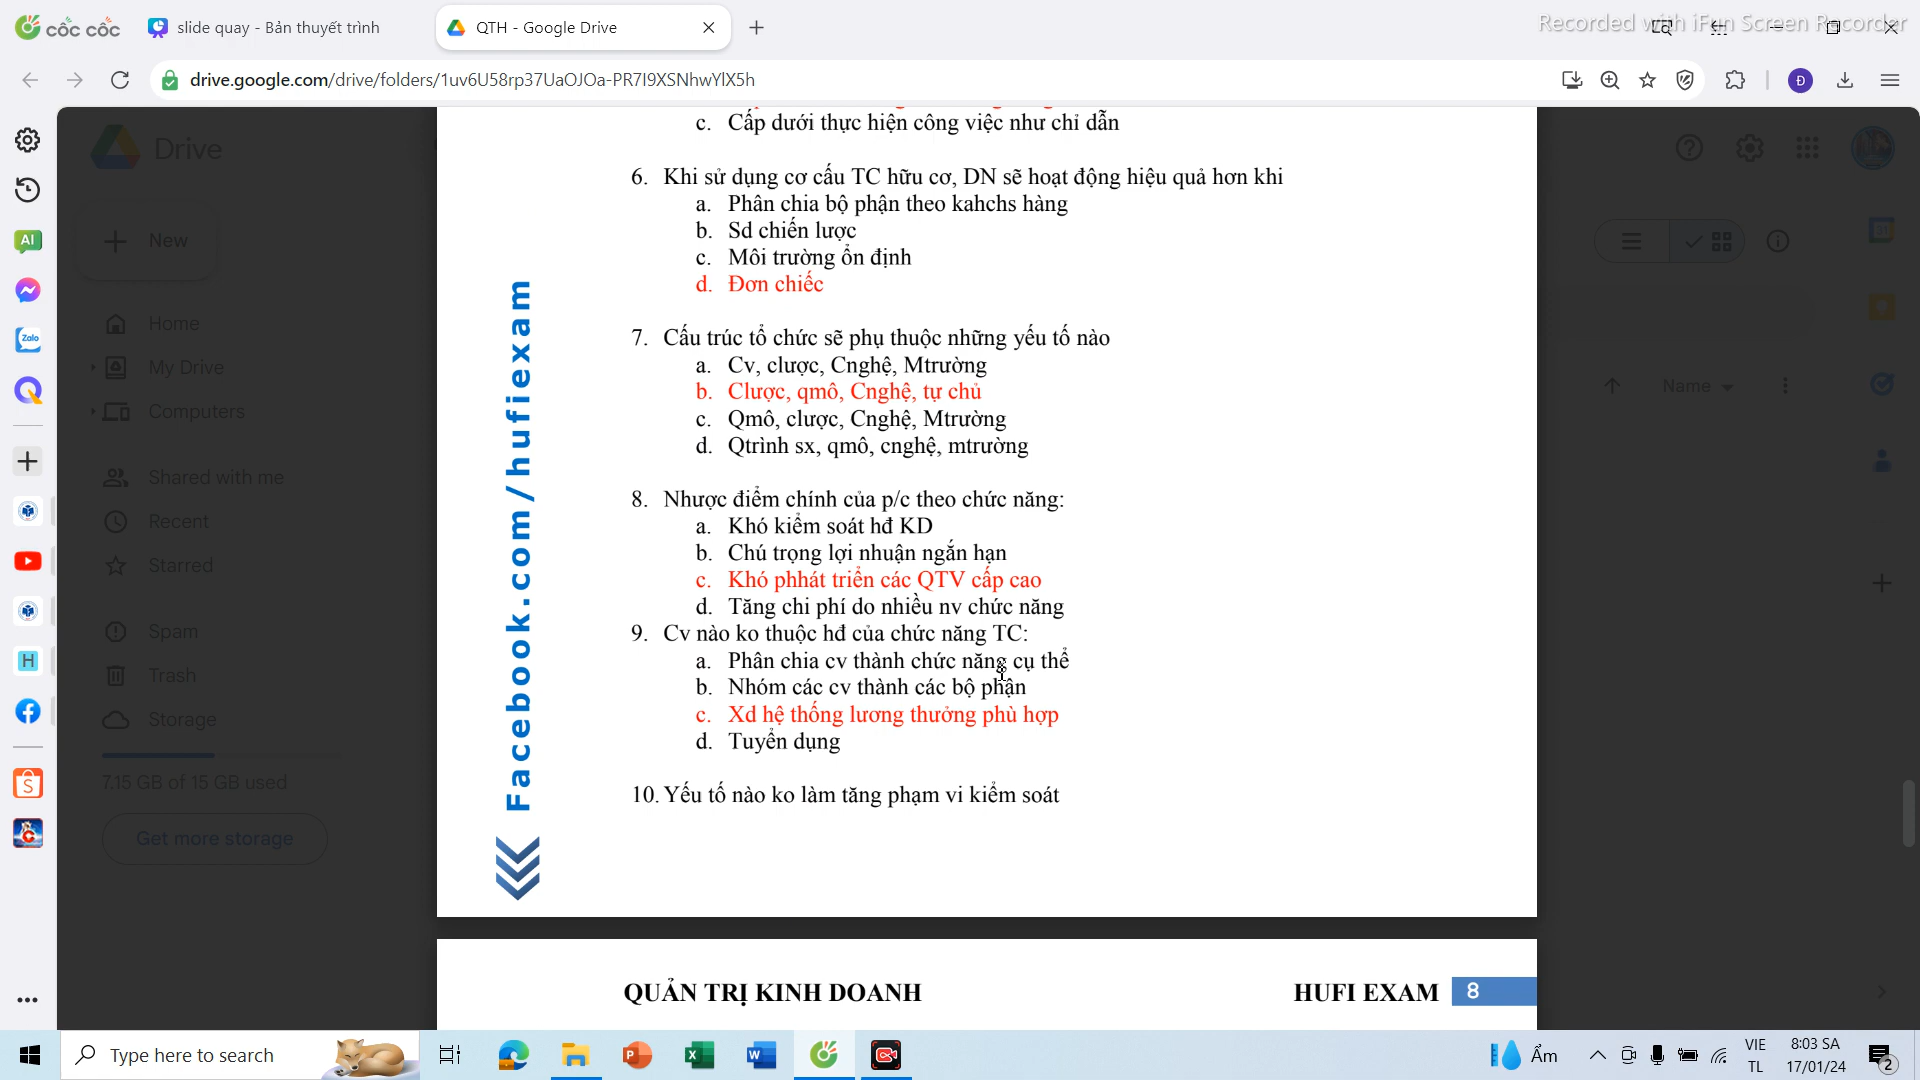 cốc cốc
slide quay - Bản thuyết trình
QTH - Google Drive
Recorded with iFun Screen Recorder
drive.google.com/drive/folders/1uv6U58rp37UaOJOa-PR7I9XSNhwYlX5h
Đ
Drive
New
Home
My Drive
Computers
Shared with me
Recent
Starred
Spam
Trash
Storage
7.15 GB of 15 GB used
Get more storage
Name
AI
Zalo
H
Facebook.com/hufiexam
c. Cấp dưới thực hiện công việc như chỉ dẫn
6. Khi sử dụng cơ cấu TC hữu cơ, DN sẽ hoạt động hiệu quả hơn khi
a. Phân chia bộ phận theo kahchs hàng
b. Sd chiến lược
c. Môi trường ổn định
d. Đơn chiếc
7. Cấu trúc tổ chức sẽ phụ thuộc những yếu tố nào
a. Cv, clược, Cnghệ, Mtrường
b. Clược, qmô, Cnghệ, tự chủ
c. Qmô, clược, Cnghệ, Mtrường
d. Qtrình sx, qmô, cnghệ, mtrường
8. Nhược điểm chính của p/c theo chức năng:
a. Khó kiểm soát hđ KD
b. Chú trọng lợi nhuận ngắn hạn
c. Khó phhát triển các QTV cấp cao
d. Tăng chi phí do nhiều nv chức năng
9. Cv nào ko thuộc hđ của chức năng TC:
a. Phân chia cv thành chức năng cụ thể
b. Nhóm các cv thành các bộ phận
c. Xd hệ thống lương thưởng phù hợp
d. Tuyển dụng
10. Yếu tố nào ko làm tăng phạm vi kiểm soát
QUẢN TRỊ KINH DOANH
HUFI EXAM 8
Type here to search
Ẩm
VIE
TL
8:03 SA
17/01/24
2